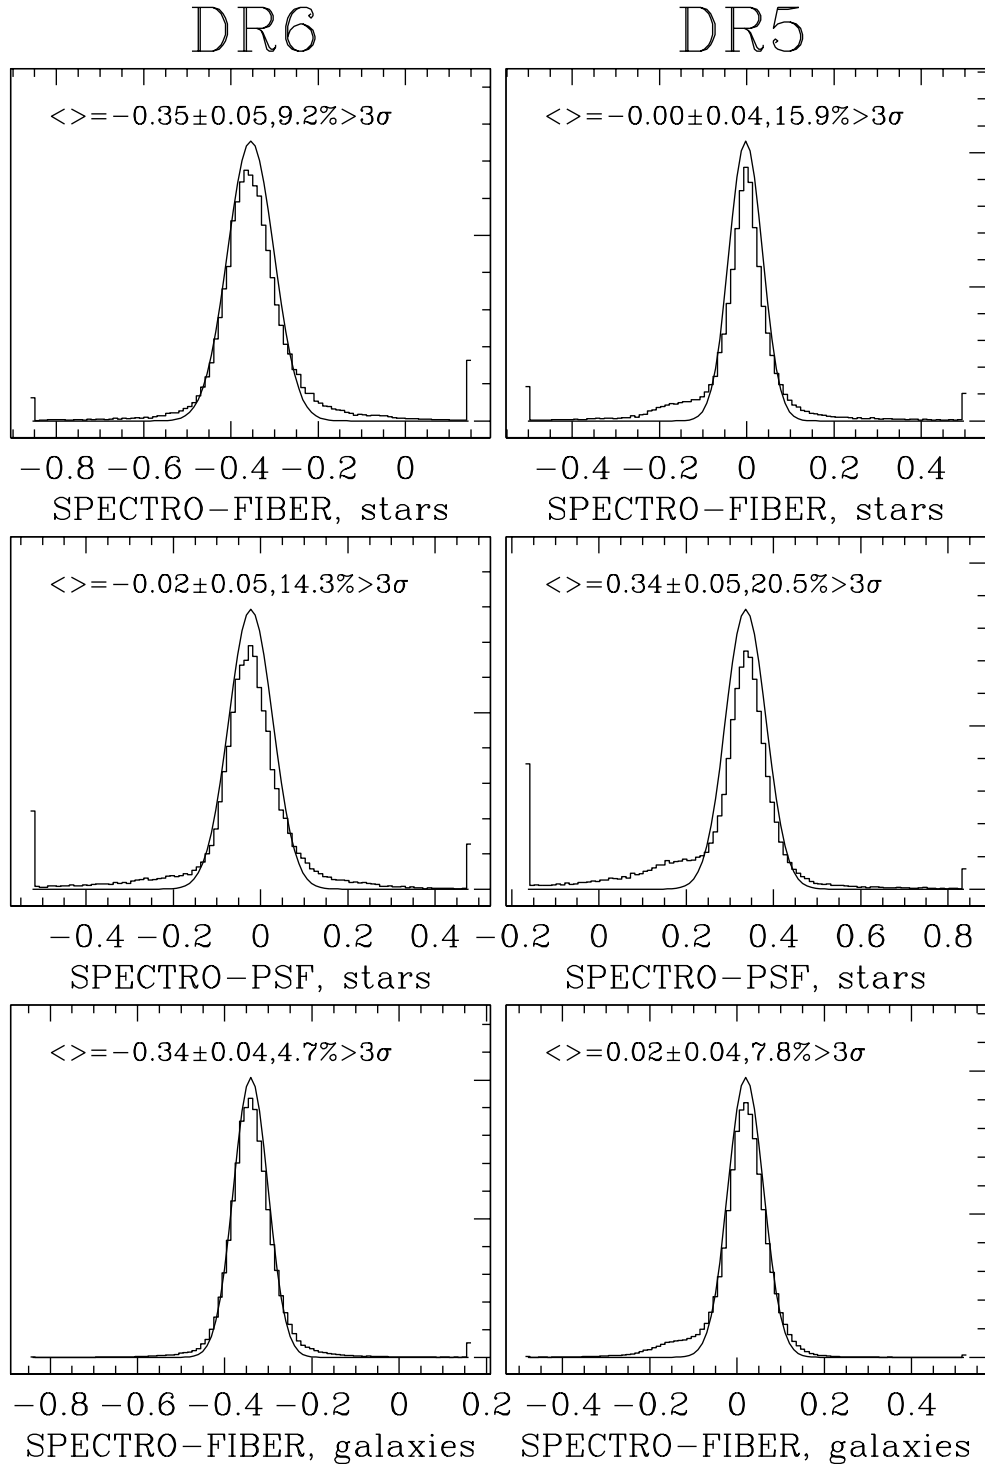 DR6 DR5
<>=−0.35±0.05,9.2%>3σ <>=−0.00±0.04,15.9%>3σ
−0.8 −0.6 −0.4 −0.2 0 −0.4 −0.2 0 0.2 0.4
SPECTRO−FIBER, stars SPECTRO−FIBER, stars
<>=−0.02±0.05,14.3%>3σ <>=0.34±0.05,20.5%>3σ
−0.4 −0.2 0 0.2 0.4 −0.2 0 0.2 0.4 0.6 0.8
SPECTRO−PSF, stars SPECTRO−PSF, stars
<>=−0.34±0.04,4.7%>3σ <>=0.02±0.04,7.8%>3σ
−0.8 −0.6 −0.4 −0.2 0 0.2 −0.4 −0.2 0 0.2 0.4
SPECTRO−FIBER, galaxies SPECTRO−FIBER, galaxies